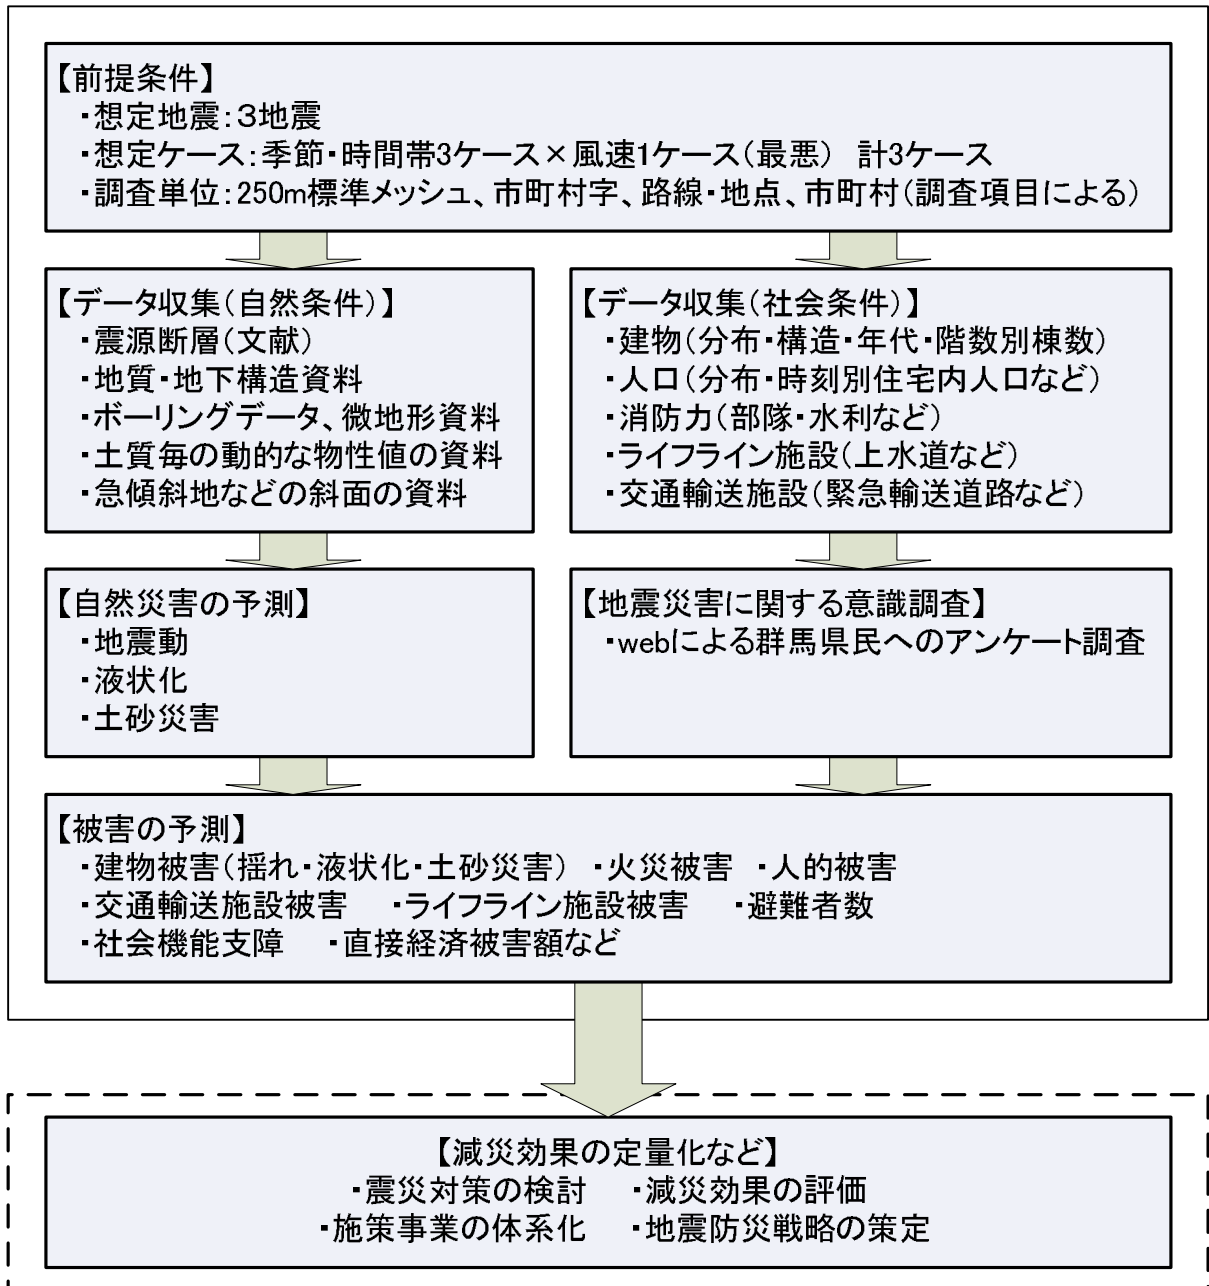 【前提条件】
・想定地震：３地震
・想定ケース：季節・時間帯3ケース×風速1ケース（最悪）　計3ケース
・調査単位：250m標準メッシュ、市町村字、路線・地点、市町村（調査項目による）
【データ収集（自然条件）】
・震源断層（文献）
・地質・地下構造資料
・ボーリングデータ、微地形資料
・土質毎の動的な物性値の資料
・急傾斜地などの斜面の資料
【データ収集（社会条件）】
・建物（分布・構造・年代・階数別棟数）
・人口（分布・時刻別住宅内人口など）
・消防力（部隊・水利など）
・ライフライン施設（上水道など）
・交通輸送施設（緊急輸送道路など）
【自然災害の予測】
・地震動
・液状化
・土砂災害
【地震災害に関する意識調査】
・webによる群馬県民へのアンケート調査
【被害の予測】
・建物被害（揺れ・液状化・土砂災害）　・火災被害　・人的被害
・交通輸送施設被害　・ライフライン施設被害　・避難者数
・社会機能支障　・直接経済被害額など
【減災効果の定量化など】
・震災対策の検討　・減災効果の評価
・施策事業の体系化　・地震防災戦略の策定